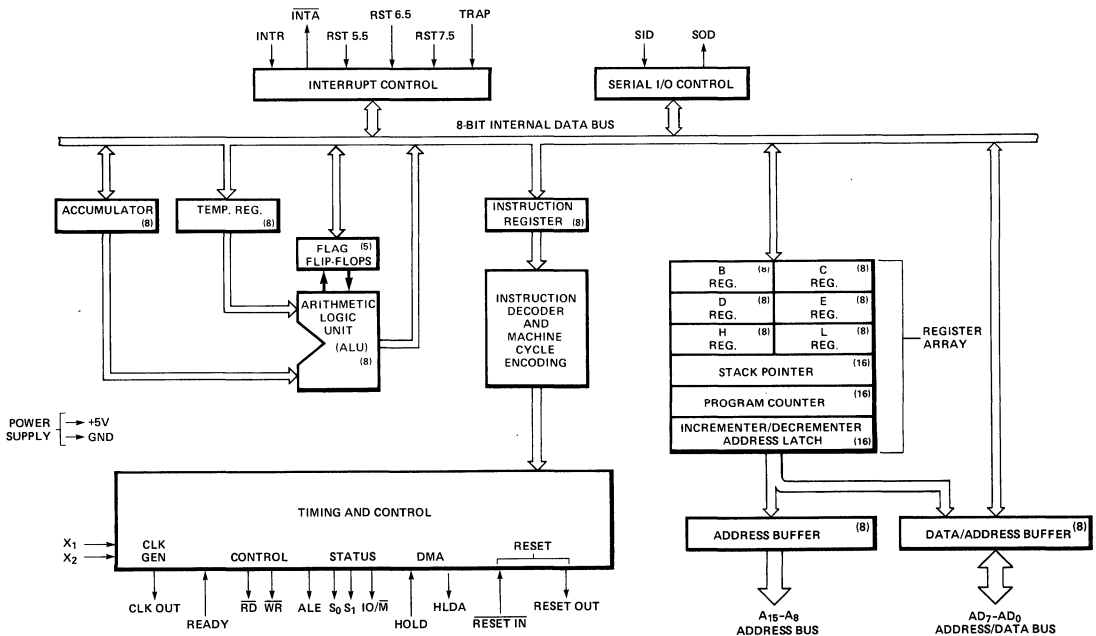 INTA
RST 6.5
TRAP
INTR
RST 5.5
RST 7.5
SID
SOD
INTERRUPT CONTROL
SERIAL I/O CONTROL
8-BIT INTERNAL DATA BUS
ACCUMULATOR
(8)
TEMP. REG.
(8)
INSTRUCTION
REGISTER (8)
FLAG (5)
FLIP-FLOPS
ARITHMETIC
LOGIC
UNIT
(ALU)
(8)
INSTRUCTION
DECODER
AND
MACHINE
CYCLE
ENCODING
B (8)
REG.
C (8)
REG.
D (8)
REG.
E (8)
REG.
H (8)
REG.
L (8)
REG.
STACK POINTER (16)
PROGRAM COUNTER (16)
INCREMENTER/DECREMENTER
ADDRESS LATCH (16)
REGISTER
ARRAY
POWER
SUPPLY
+5V
GND
TIMING AND CONTROL
X1
X2
CLK
GEN
CONTROL
STATUS
DMA
RESET
CLK OUT
READY
RD
WR
ALE
S0
S1
IO/M
HOLD
HLDA
RESET IN
RESET OUT
ADDRESS BUFFER (8)
DATA/ADDRESS BUFFER (8)
A15-A8
ADDRESS BUS
AD7-AD0
ADDRESS/DATA BUS